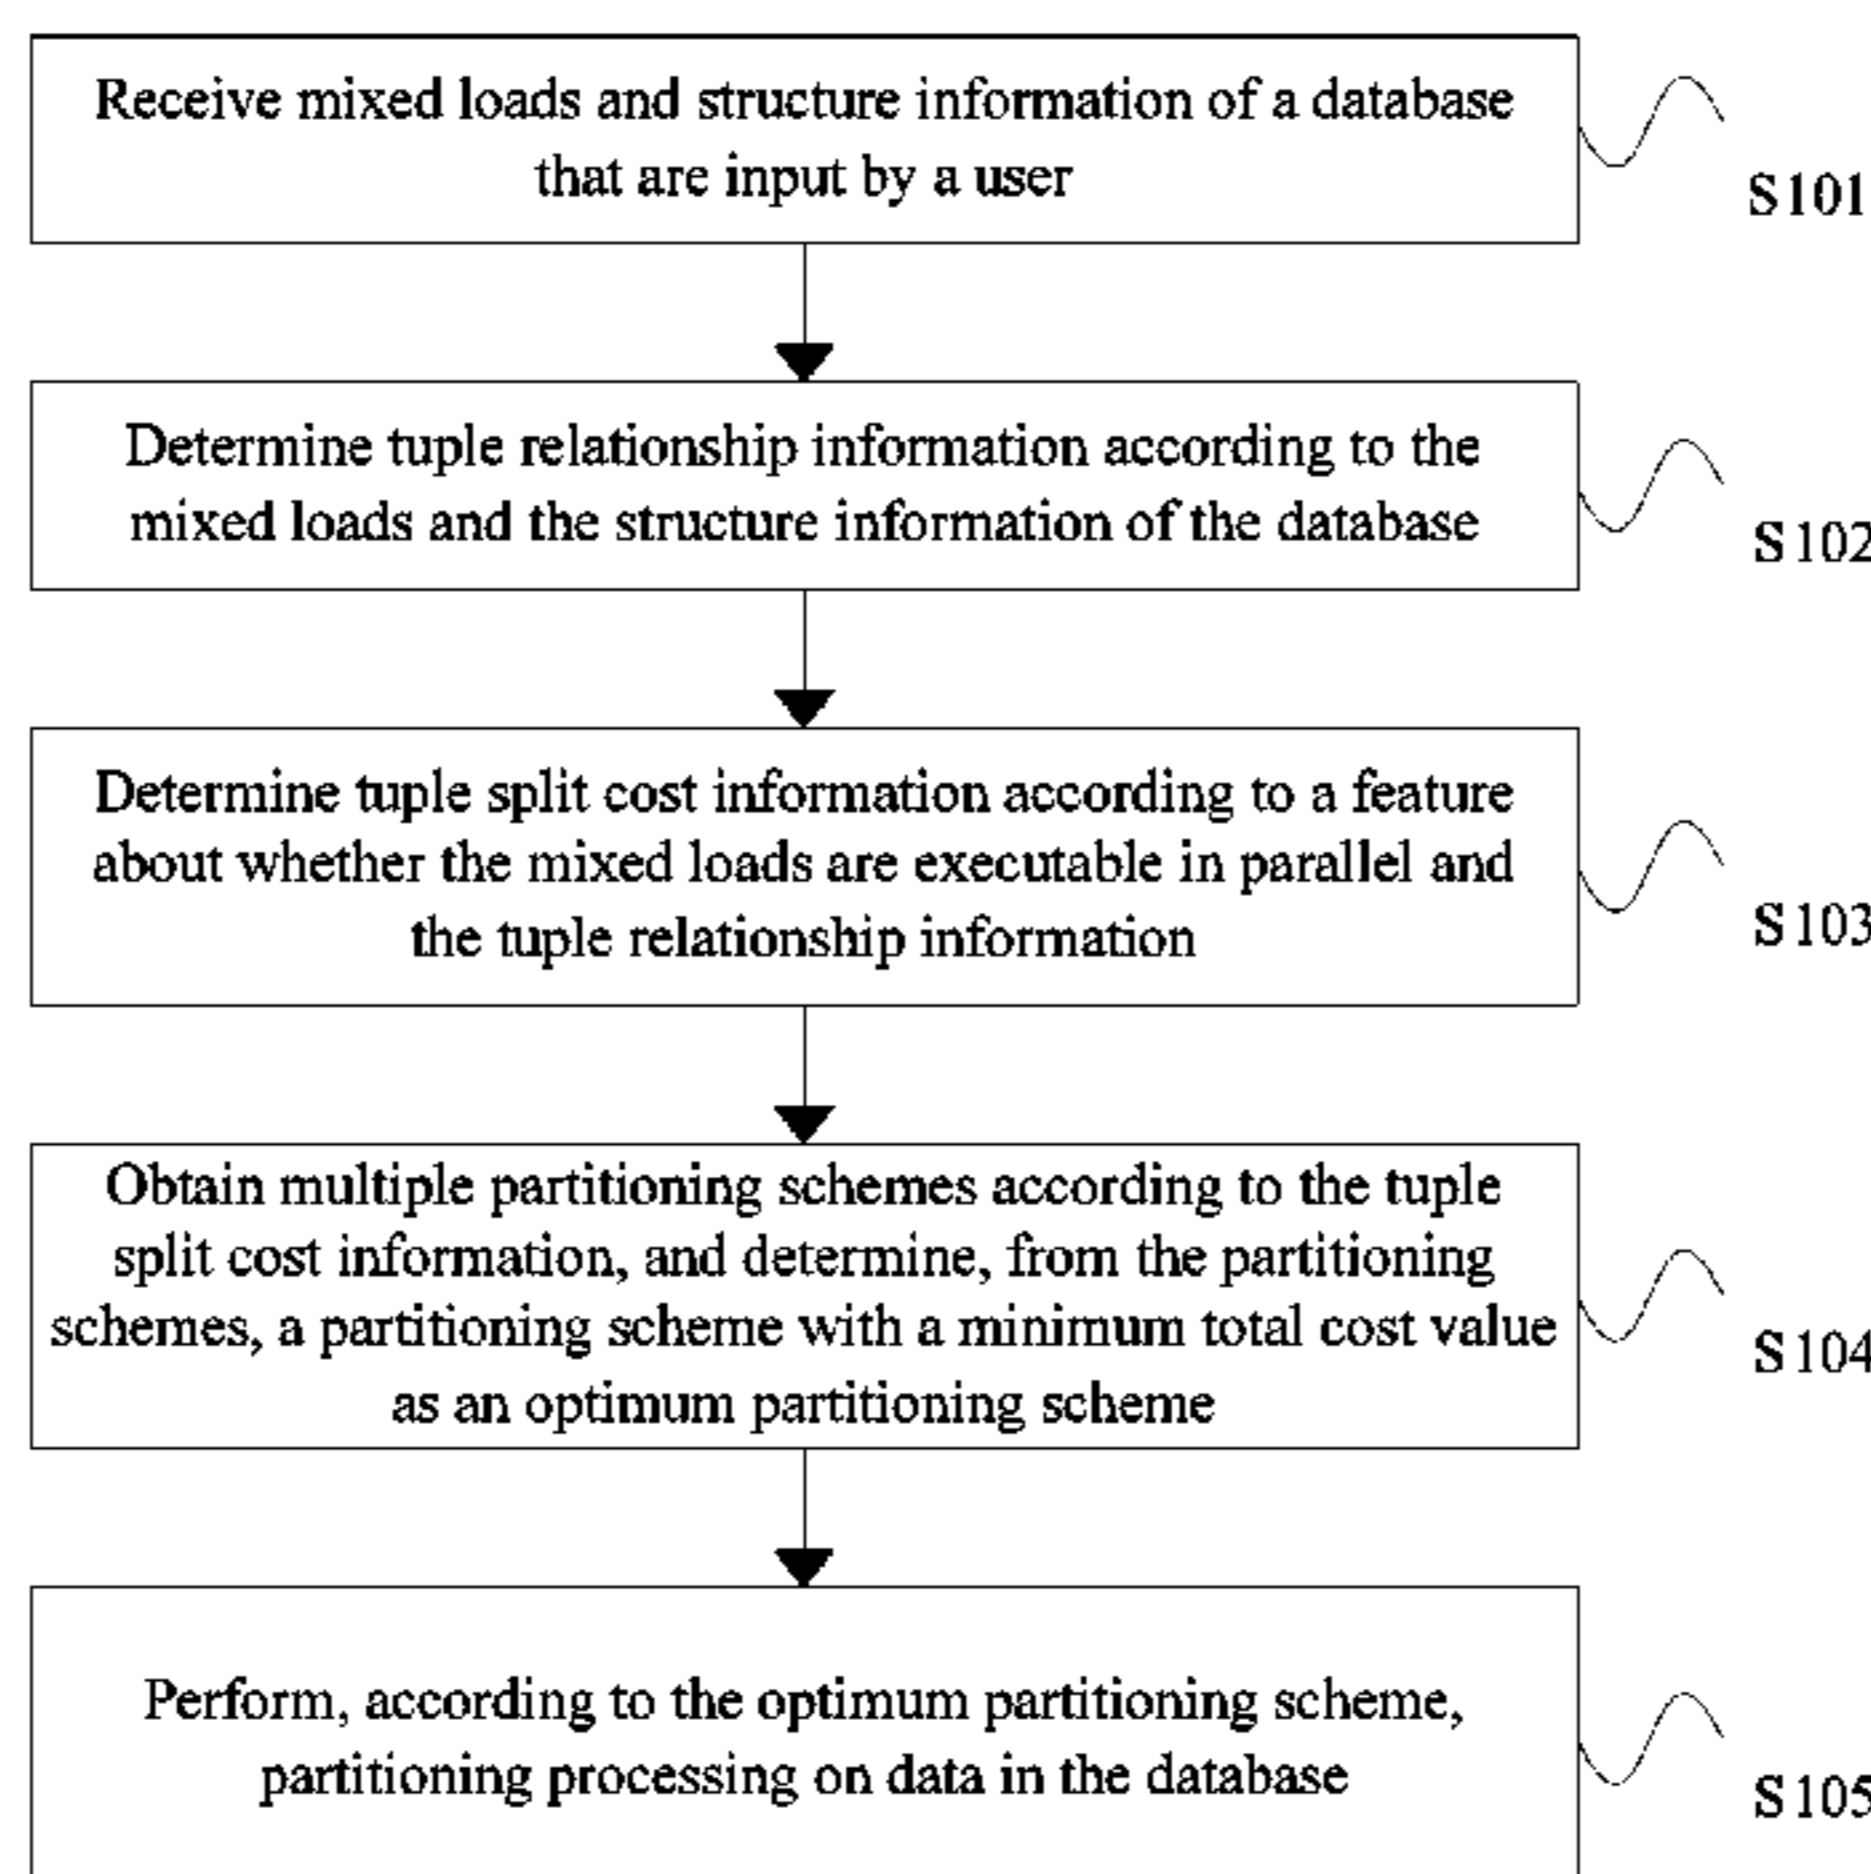 Receive mixed loads and structure information of a database
that are input by a user
S101
Determine tuple relationship information according to the
mixed loads and the structure information of the database
S102
Determine tuple split cost information according to a feature
about whether the mixed loads are executable in parallel and
the tuple relationship information
S103
Obtain multiple partitioning schemes according to the tuple
split cost information, and determine, from the partitioning
schemes, a partitioning scheme with a minimum total cost value
as an optimum partitioning scheme
S104
Perform, according to the optimum partitioning scheme,
partitioning processing on data in the database
S105